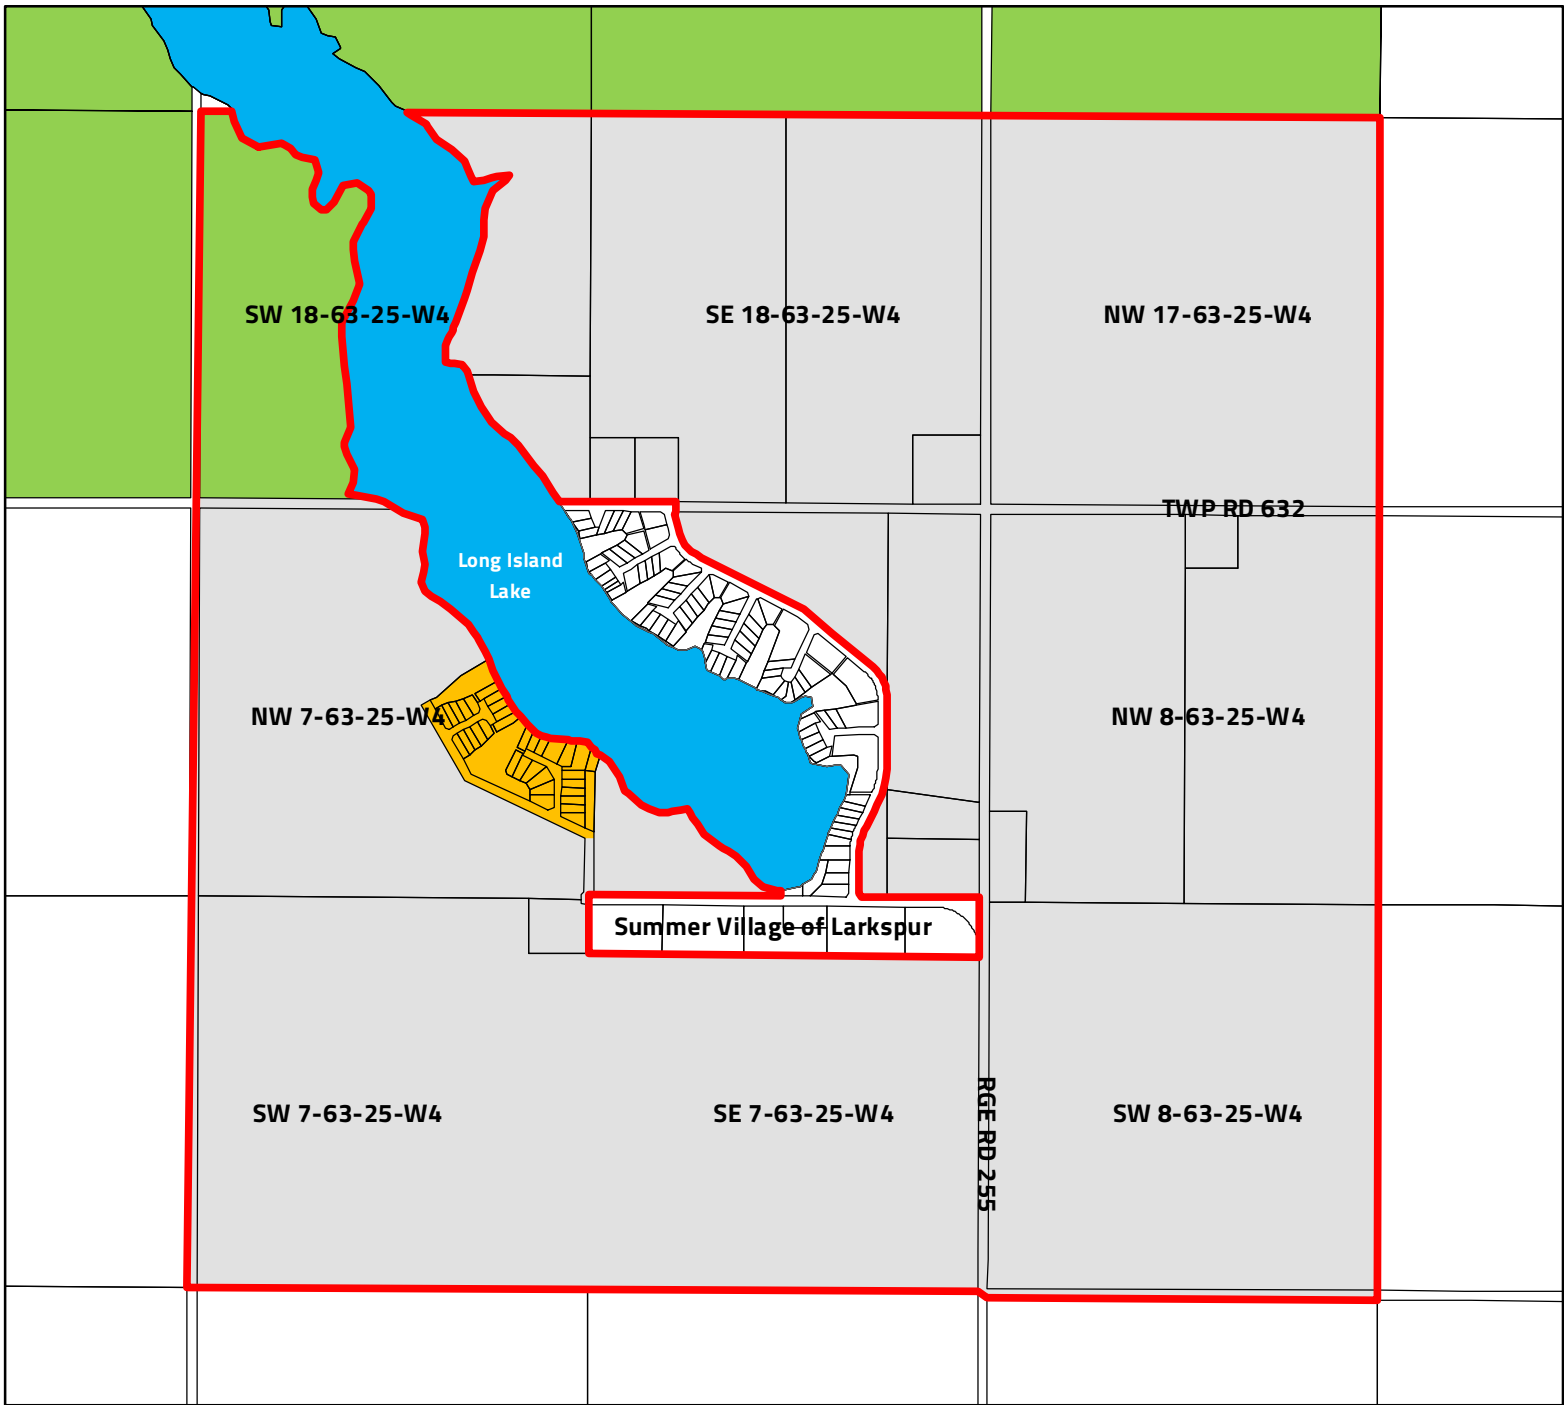 SW 18-63-25-W4
SE 18-63-25-W4
NW 17-63-25-W4
TWP RD 632
Long Island
Lake
NW 7-63-25-W4
NW 8-63-25-W4
Summer Village of Larkspur
SW 7-63-25-W4
SE 7-63-25-W4
RGE RD 255
SW 8-63-25-W4